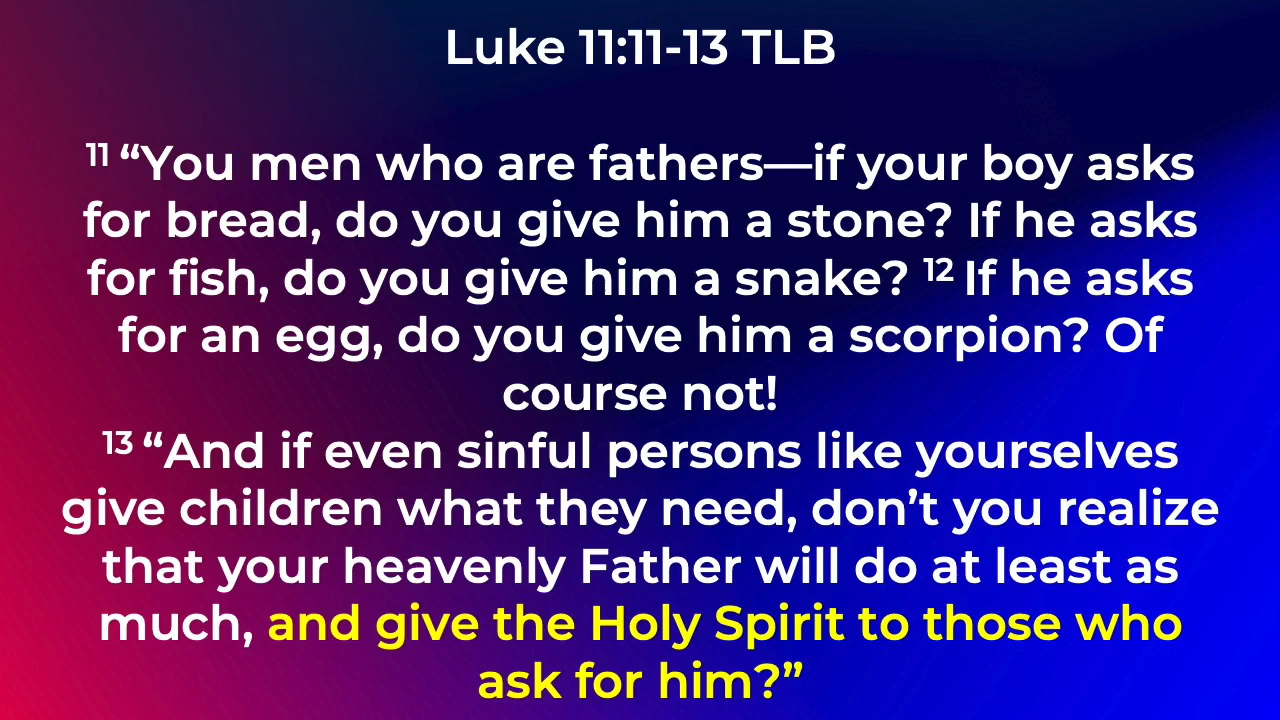 Luke 11:11-13 TLB
11 “You men who are fathers—if your boy asks
for bread, do you give him a stone? If he asks
for fish, do you give him a snake? 12 If he asks
for an egg, do you give him a scorpion? Of
course not!
13 “And if even sinful persons like yourselves
give children what they need, don’t you realize
that your heavenly Father will do at least as
much, and give the Holy Spirit to those who
ask for him?”